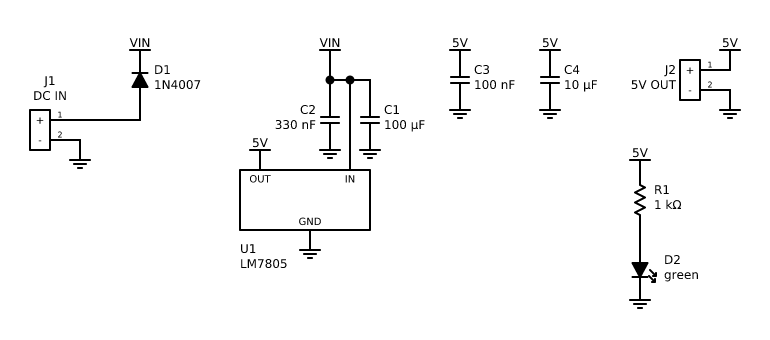 VIN
VIN
5V
5V
5V
J1
DC IN
D1
1N4007
C3
100 nF
C4
10 µF
J2
5V OUT
+
1
-
2
+
1
-
2
C2
330 nF
C1
100 µF
5V
5V
OUT
IN
GND
U1
LM7805
R1
1 kΩ
D2
green